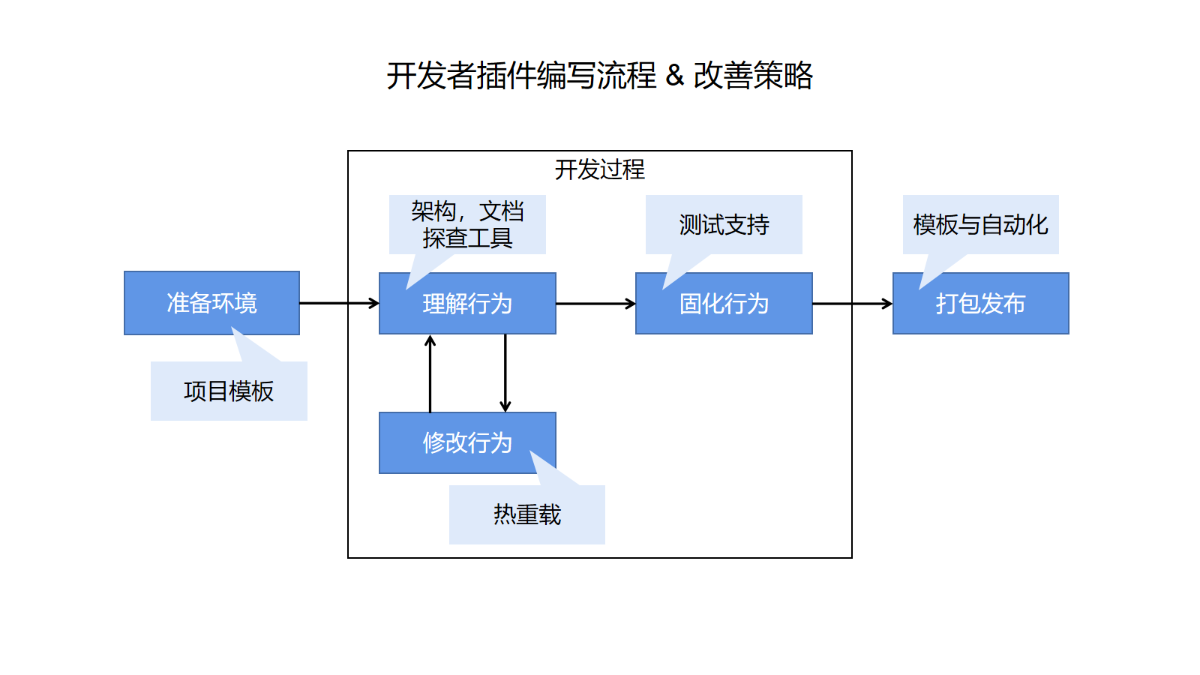 开发者插件编写流程 & 改善策略
开发过程
架构，文档
探查工具
测试支持
模板与自动化
准备环境
理解行为
固化行为
打包发布
项目模板
修改行为
热重载